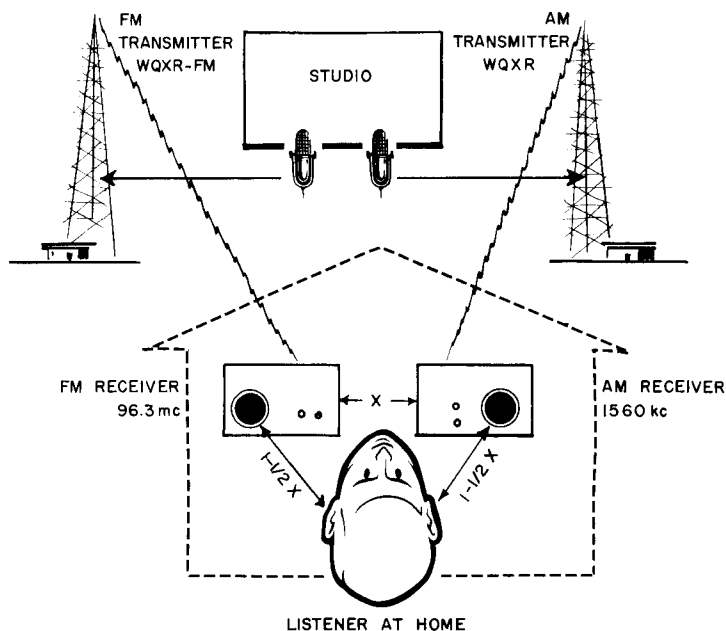 FM
TRANSMITTER
WQXR-FM
STUDIO
AM
TRANSMITTER
WQXR
FM RECEIVER
96.3 mc
X
AM RECEIVER
1560 kc
1-1/2 X
1-1/2 X
LISTENER AT HOME